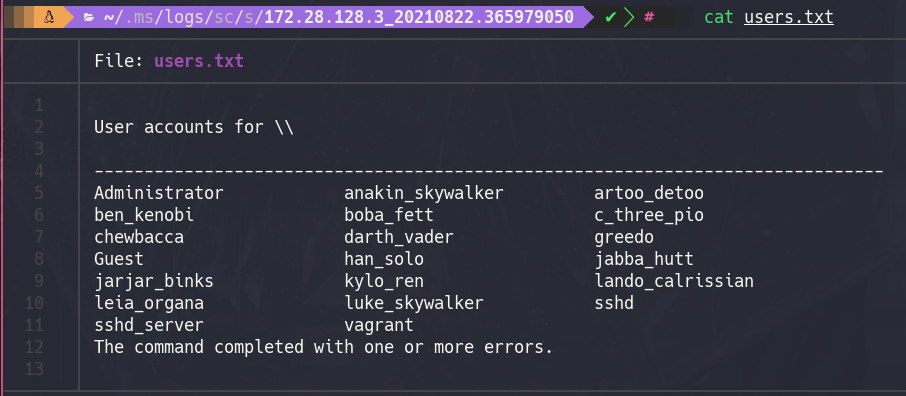 ~/.ms/logs/sc/s/172.28.128.3_20210822.365979050 ✔ # cat users.txt
File: users.txt
1
2 User accounts for \\
3
4 -------------------------------------------------------------------------------
5 Administrator anakin_skywalker artoo_detoo
6 ben_kenobi boba_fett c_three_pio
7 chewbacca darth_vader greedo
8 Guest han_solo jabba_hutt
9 jarjar_binks kylo_ren lando_calrissian
10 leia_organa luke_skywalker sshd
11 sshd_server vagrant
12 The command completed with one or more errors.
13